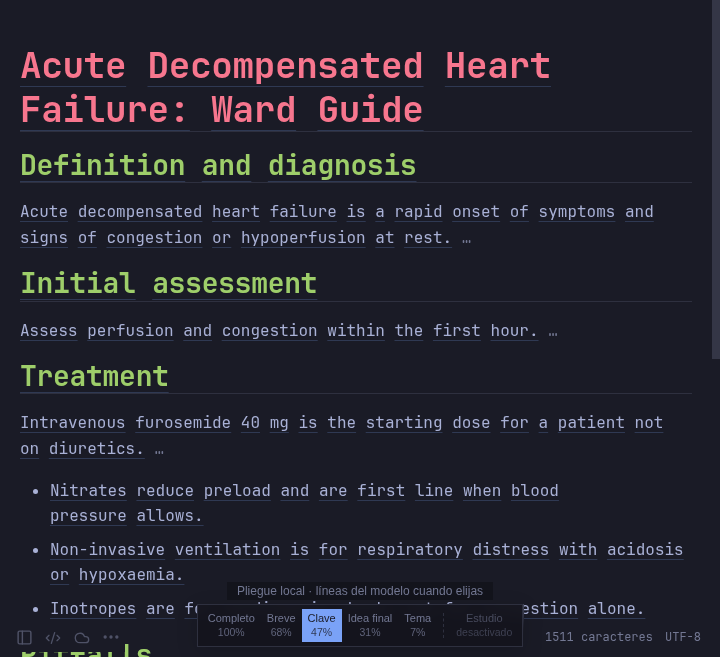 Acute Decompensated Heart
Failure: Ward Guide
Definition and diagnosis
Acute decompensated heart failure is a rapid onset of symptoms and
signs of congestion or hypoperfusion at rest. …
Initial assessment
Assess perfusion and congestion within the first hour. …
Treatment
Intravenous furosemide 40 mg is the starting dose for a patient not
on diuretics. …
• Nitrates reduce preload and are first line when blood
pressure allows.
• Non-invasive ventilation is for respiratory distress with acidosis
or hypoxaemia.
Pliegue local · líneas del modelo cuando elijas
• Inotropes are alone.
Completo Breve Clave Idea final Tema Estudio
100% 68% 47% 31% 7% desactivado
1511 caracteres UTF-8